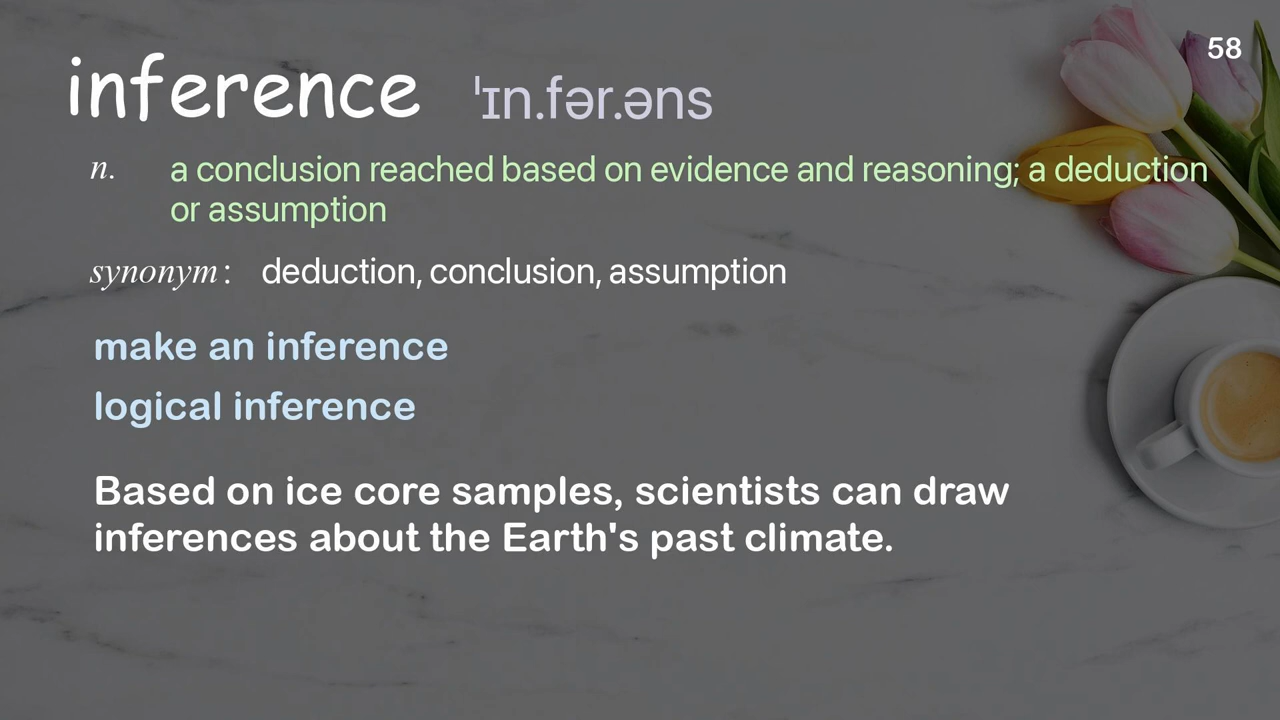 58
inference ˈɪn.fər.əns
n. a conclusion reached based on evidence and reasoning; a deduction
or assumption
synonym: deduction, conclusion, assumption
make an inference
logical inference
Based on ice core samples, scientists can draw
inferences about the Earth's past climate.